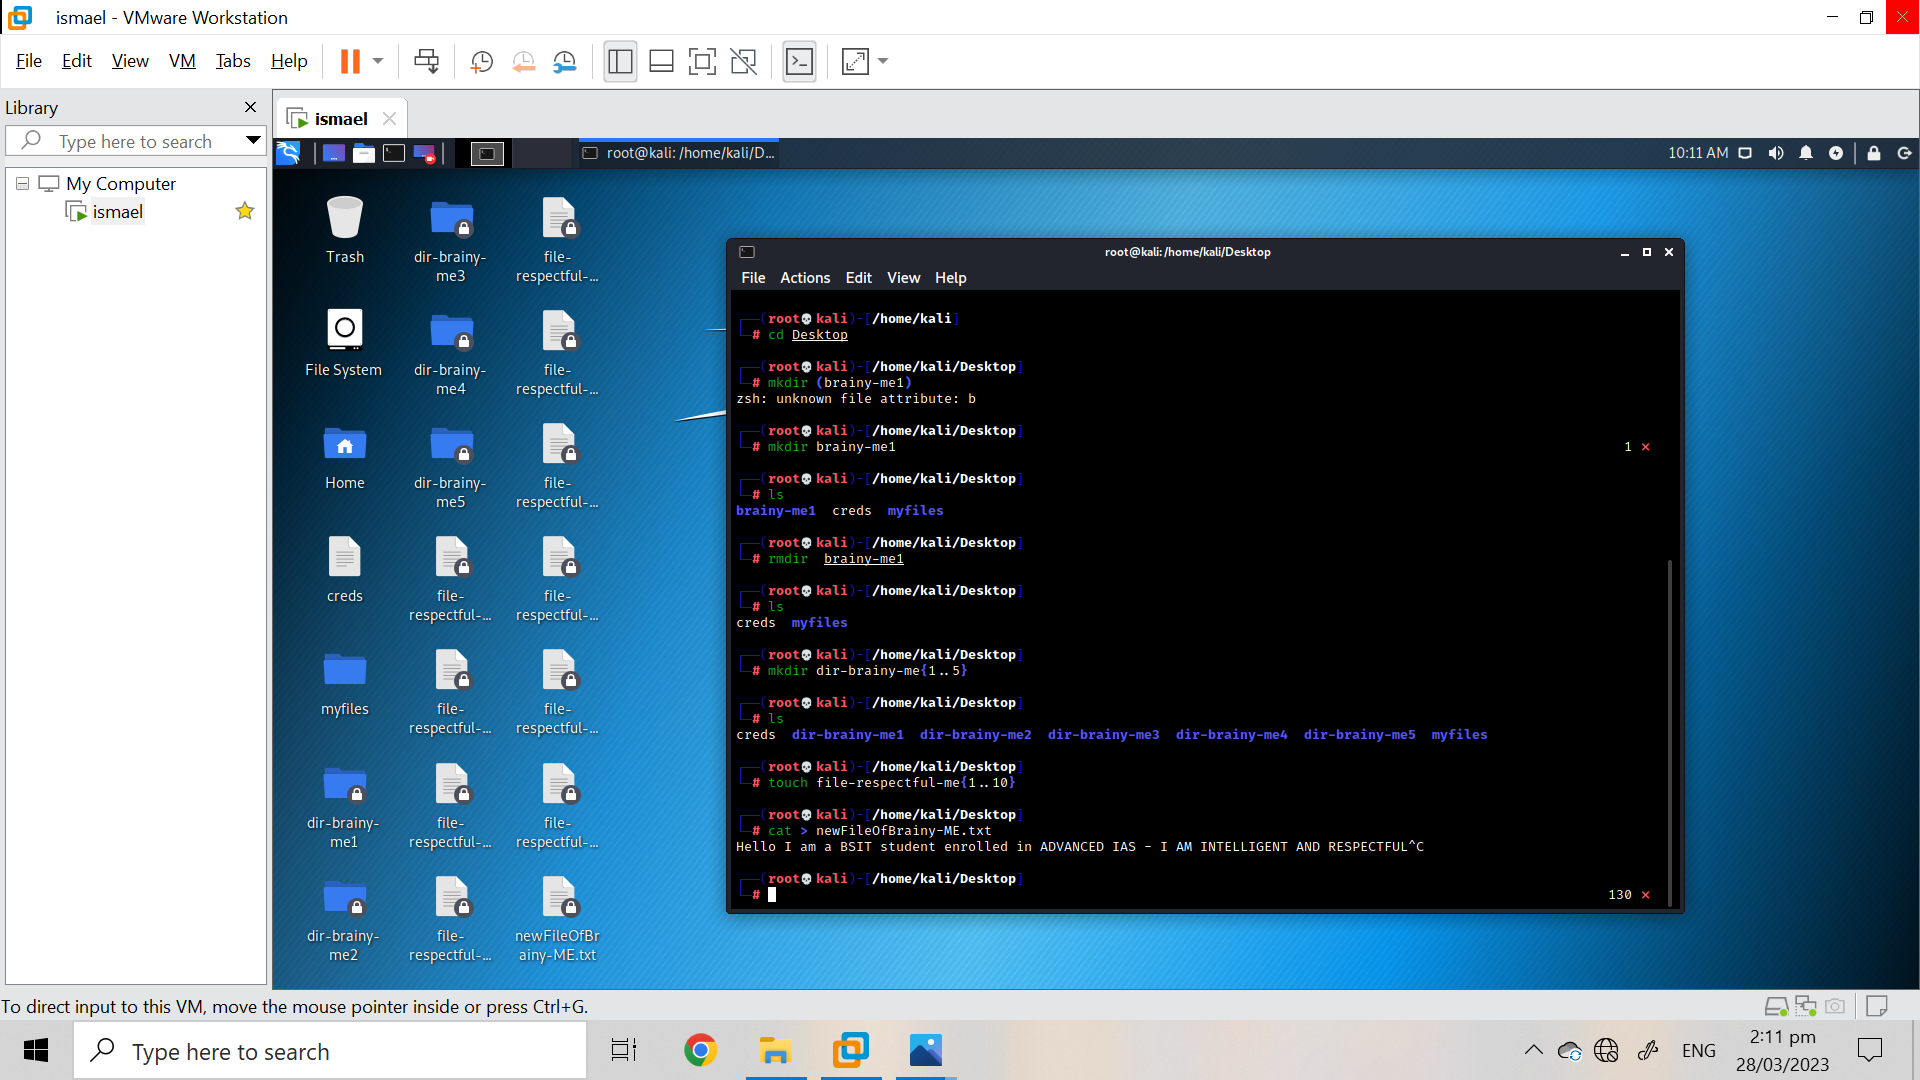 ismael - VMware Workstation
File Edit View VM Tabs Help
Library
Type here to search
My Computer
ismael
ismael
root@kali: /home/kali/D...
10:11 AM
Trash
dir-brainy-
me3
file-
respectful-...
File System
dir-brainy-
me4
file-
respectful-...
Home
dir-brainy-
me5
file-
respectful-...
creds
file-
respectful-...
file-
respectful-...
myfiles
file-
respectful-...
file-
respectful-...
dir-brainy-
me1
file-
respectful-...
file-
respectful-...
dir-brainy-
me2
file-
respectful-...
newFileOfBr
ainy-ME.txt
root@kali: /home/kali/Desktop
File Actions Edit View Help
┌──(root💀kali)-[/home/kali]
└─# cd Desktop
┌──(root💀kali)-[/home/kali/Desktop]
└─# mkdir (brainy-me1)
zsh: unknown file attribute: b
┌──(root💀kali)-[/home/kali/Desktop]
└─# mkdir brainy-me1 1 ⨯
┌──(root💀kali)-[/home/kali/Desktop]
└─# ls
brainy-me1 creds myfiles
┌──(root💀kali)-[/home/kali/Desktop]
└─# rmdir brainy-me1
┌──(root💀kali)-[/home/kali/Desktop]
└─# ls
creds myfiles
┌──(root💀kali)-[/home/kali/Desktop]
└─# mkdir dir-brainy-me{1..5}
┌──(root💀kali)-[/home/kali/Desktop]
└─# ls
creds dir-brainy-me1 dir-brainy-me2 dir-brainy-me3 dir-brainy-me4 dir-brainy-me5 myfiles
┌──(root💀kali)-[/home/kali/Desktop]
└─# touch file-respectful-me{1..10}
┌──(root💀kali)-[/home/kali/Desktop]
└─# cat > newFileOfBrainy-ME.txt
Hello I am a BSIT student enrolled in ADVANCED IAS - I AM INTELLIGENT AND RESPECTFUL^C
┌──(root💀kali)-[/home/kali/Desktop]
└─# 130 ⨯
To direct input to this VM, move the mouse pointer inside or press Ctrl+G.
Type here to search
ENG
2:11 pm
28/03/2023